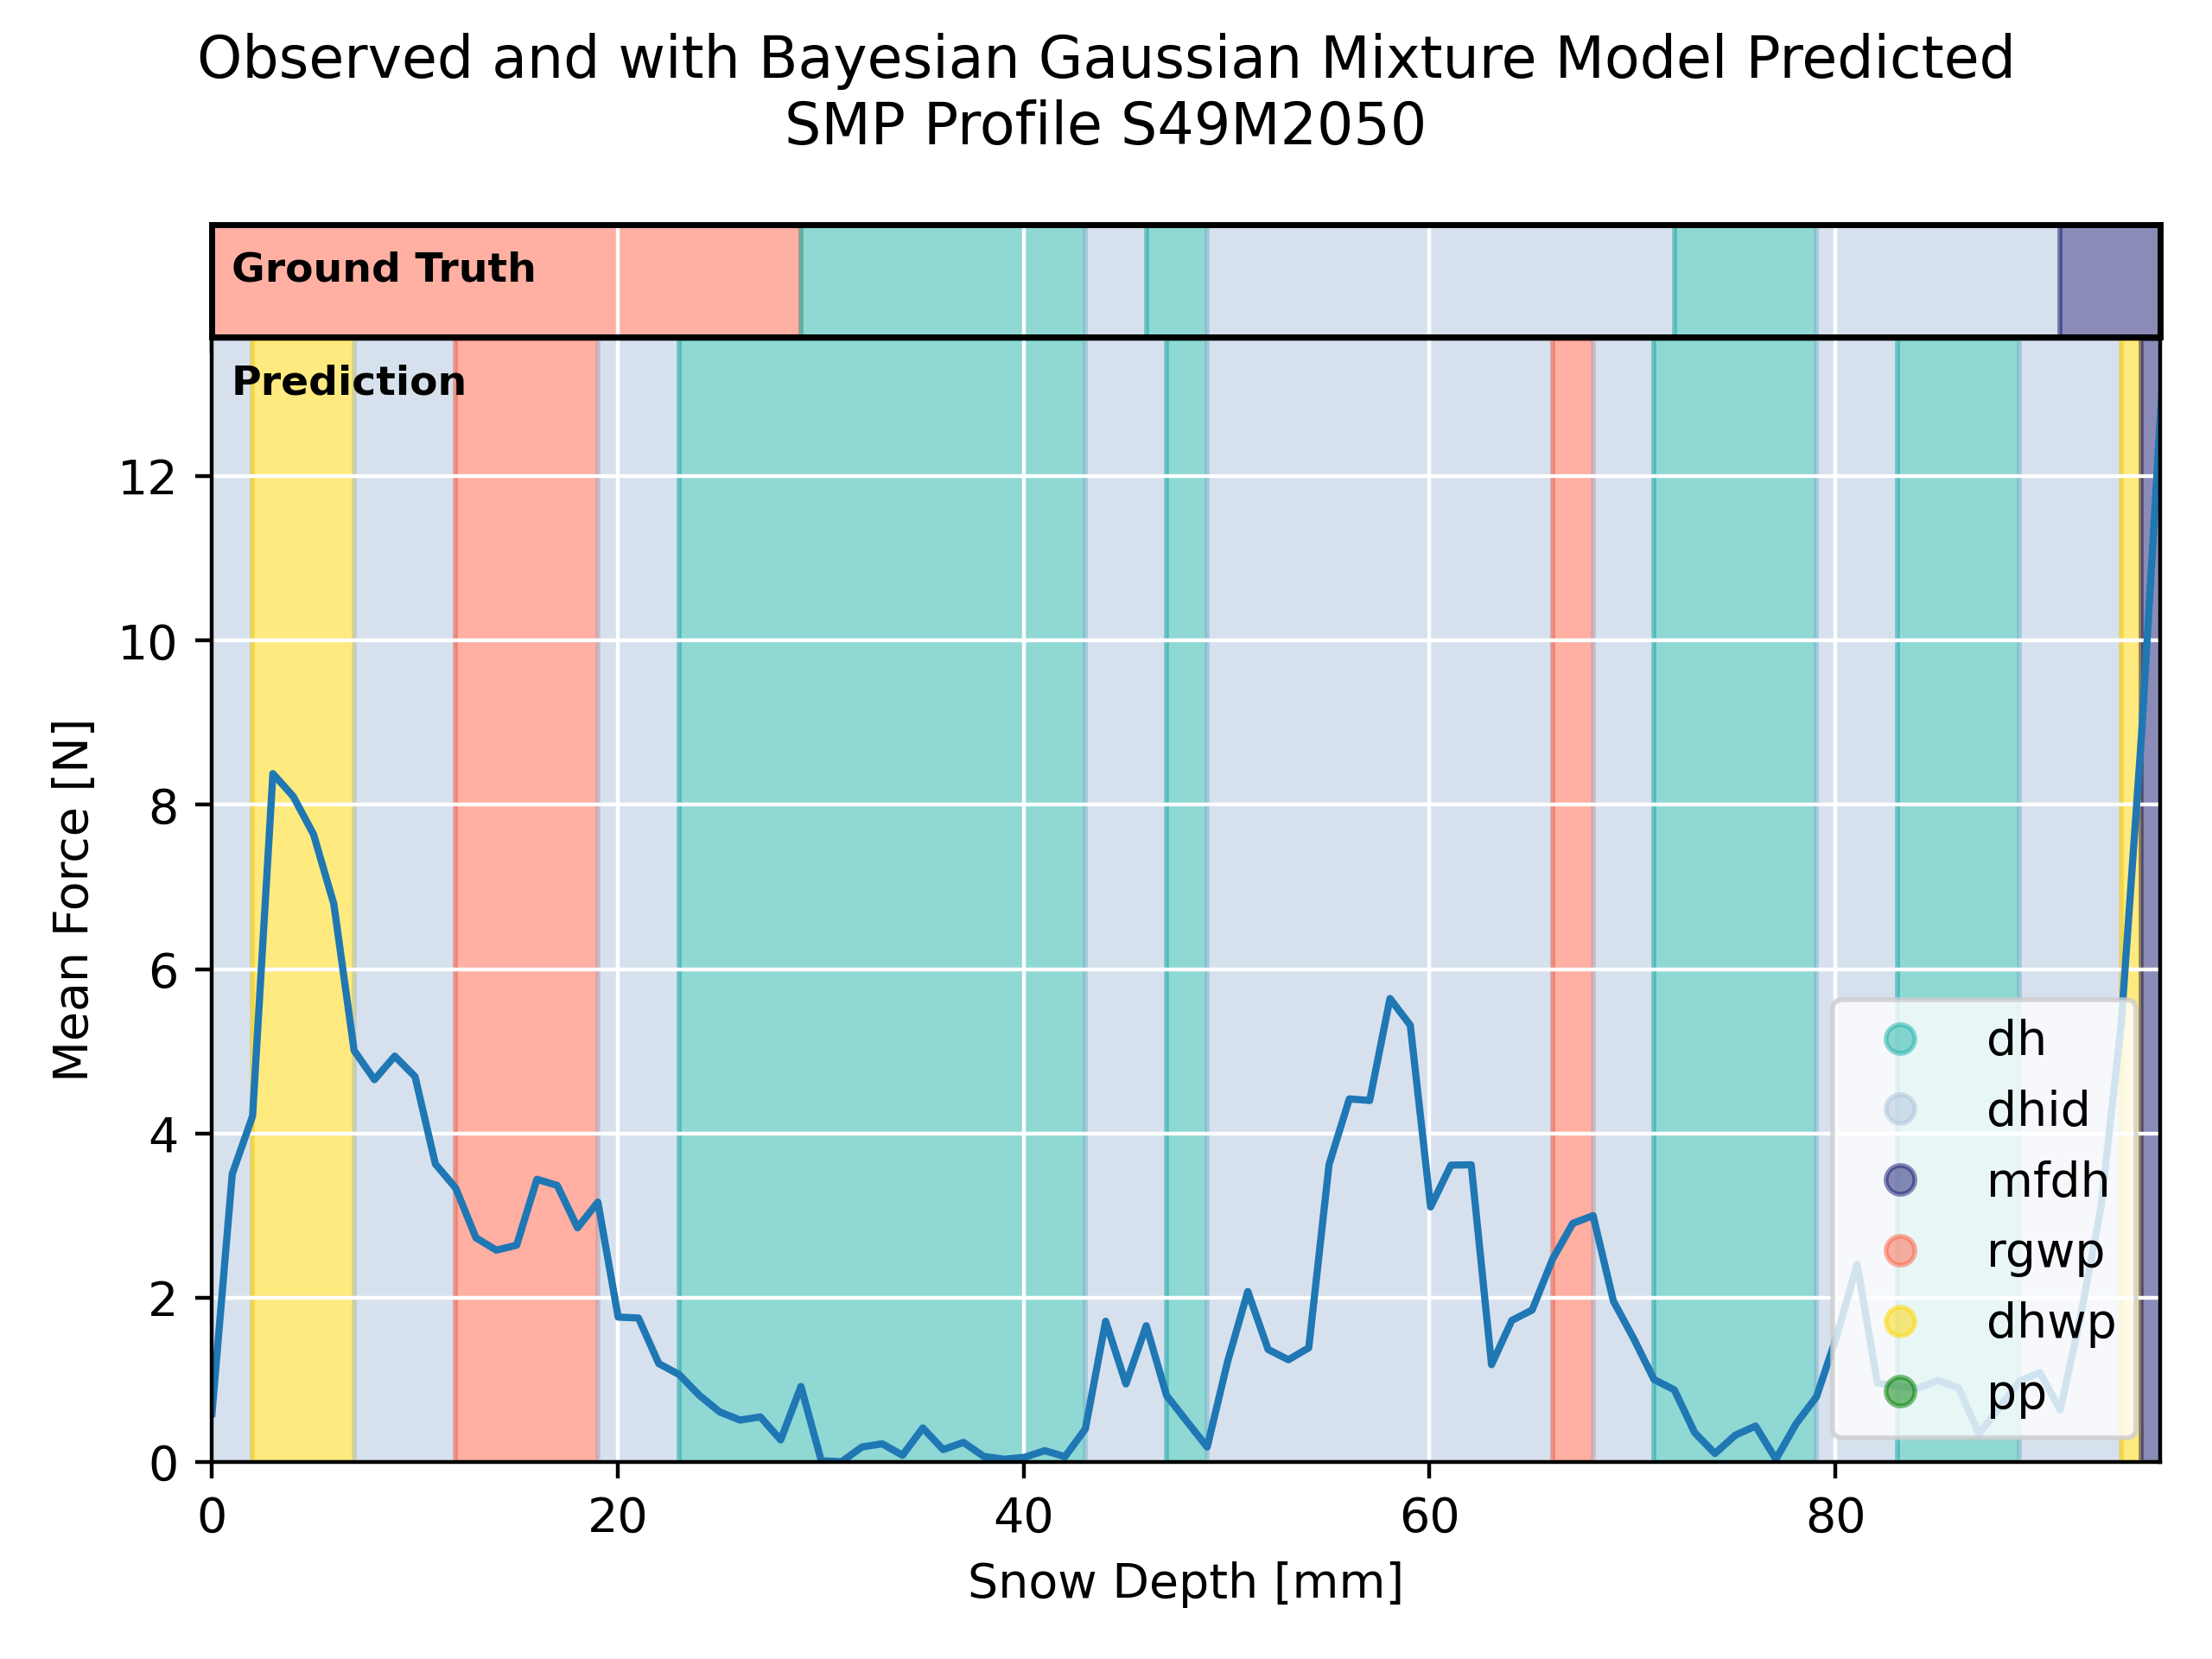 Observed and with Bayesian Gaussian Mixture Model Predicted
SMP Profile S49M2050
Ground Truth
Prediction
12
10
8
6
4
2
0
Mean Force [N]
dh
dhid
mfdh
rgwp
dhwp
pp
0 20 40 60 80
Snow Depth [mm]